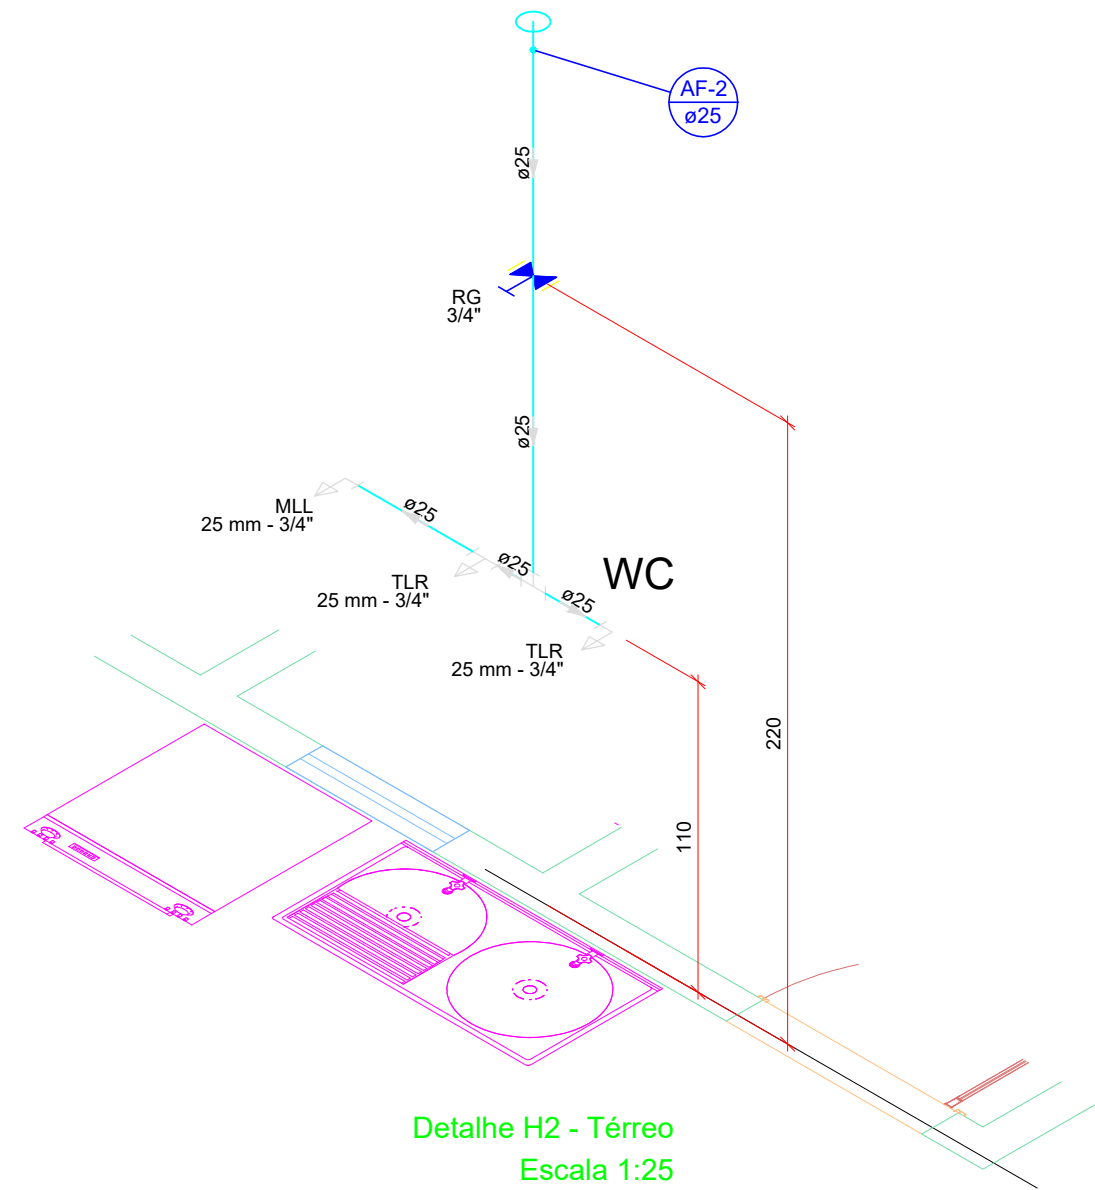 AF-2
ø25
ø25
RG
3/4"
ø25
MLL
25 mm - 3/4"
ø25
ø25
WC
TLR
25 mm - 3/4"
ø25
TLR
25 mm - 3/4"
220
110
Detalhe H2 - Térreo
Escala 1:25